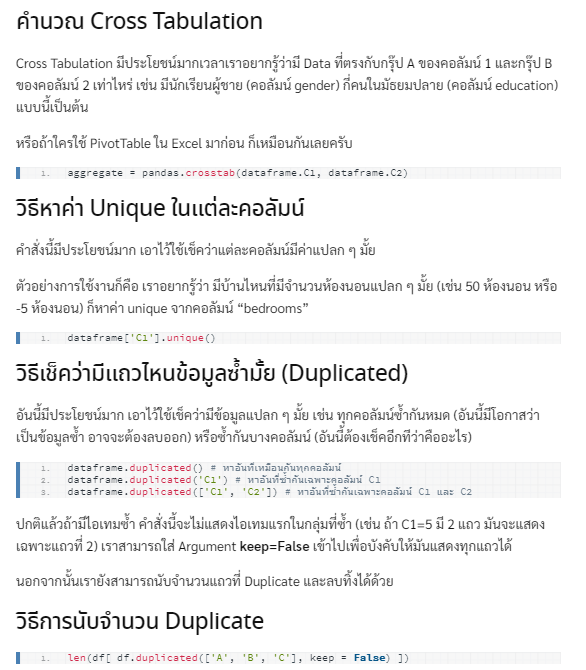 คำนวณ Cross Tabulation
Cross Tabulation มีประโยชน์มากเวลาเราอยากรู้ว่ามี Data ที่ตรงกับกรุ๊ป A ของคอลัมน์ 1 และกรุ๊ป B
ของคอลัมน์ 2 เท่าไหร่ เช่น มีนักเรียนผู้ชาย (คอลัมน์ gender) กี่คนในมัธยมปลาย (คอลัมน์ education)
แบบนี้เป็นต้น
หรือถ้าใครใช้ PivotTable ใน Excel มาก่อน ก็เหมือนกันเลยครับ
1. aggregate = pandas.crosstab(dataframe.C1, dataframe.C2)
วิธีหาค่า Unique ในแต่ละคอลัมน์
คำสั่งนี้มีประโยชน์มาก เอาไว้ใช้เช็คว่าแต่ละคอลัมน์มีค่าแปลก ๆ มั้ย
ตัวอย่างการใช้งานก็คือ เราอยากรู้ว่า มีบ้านไหนที่มีจำนวนห้องนอนแปลก ๆ มั้ย (เช่น 50 ห้องนอน หรือ
-5 ห้องนอน) ก็หาค่า unique จากคอลัมน์ “bedrooms”
1. dataframe['C1'].unique()
วิธีเช็คว่ามีแถวไหนข้อมูลซ้ำมั้ย (Duplicated)
อันนี้มีประโยชน์มาก เอาไว้ใช้เช็คว่ามีข้อมูลแปลก ๆ มั้ย เช่น ทุกคอลัมน์ซ้ำกันหมด (อันนี้มีโอกาสว่า
เป็นข้อมูลซ้ำ อาจจะต้องลบออก) หรือซ้ำกันบางคอลัมน์ (อันนี้ต้องเช็คอีกทีว่าคืออะไร)
1. dataframe.duplicated() # หาอันที่เหมือนกันทุกคอลัมน์
2. dataframe.duplicated('C1') # หาอันที่ซ้ำกันเฉพาะคอลัมน์ C1
3. dataframe.duplicated(['C1', 'C2']) # หาอันที่ซ้ำกันเฉพาะคอลัมน์ C1 และ C2
ปกติแล้วถ้ามีไอเทมซ้ำ คำสั่งนี้จะไม่แสดงไอเทมแรกในกลุ่มที่ซ้ำ (เช่น ถ้า C1=5 มี 2 แถว มันจะแสดง
เฉพาะแถวที่ 2) เราสามารถใส่ Argument keep=False เข้าไปเพื่อบังคับให้มันแสดงทุกแถวได้
นอกจากนั้นเรายังสามารถนับจำนวนแถวที่ Duplicate และลบทิ้งได้ด้วย
วิธีการนับจำนวน Duplicate
1. len(df[ df.duplicated(['A', 'B', 'C'], keep = False) ])